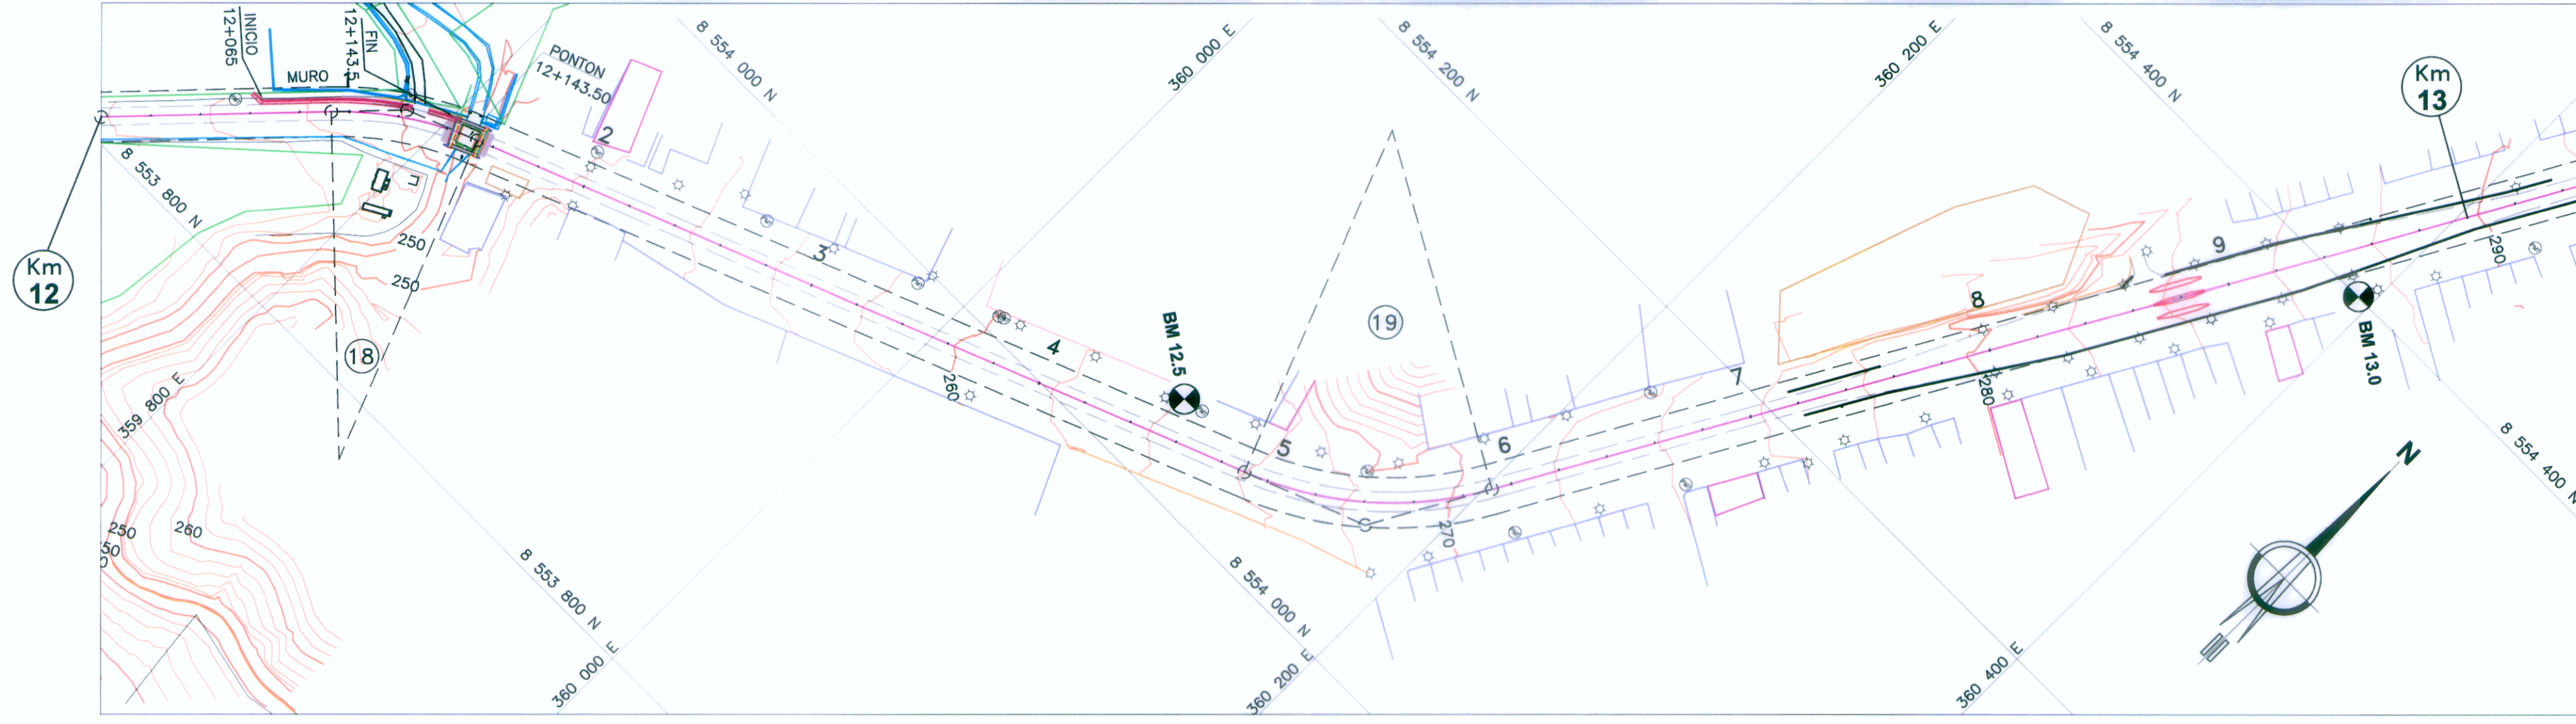 INICIO
12+065
FIN
12+143.5
MURO 1
PONTON
12+143.50
8 554 000 N
360 000 E
8 554 200 N
360 200 E
8 554 400 N
Km
13
Km
12
8 553 800 N
2
3
4
5
6
7
8
9
250
250
18
19
359 800 E
260
BM 12.5
270
280
290
BM 13.0
250
50
0
260
8 553 800 N
360 000 E
8 554 000 N
360 200 E
360 400 E
8 554 400 N
N